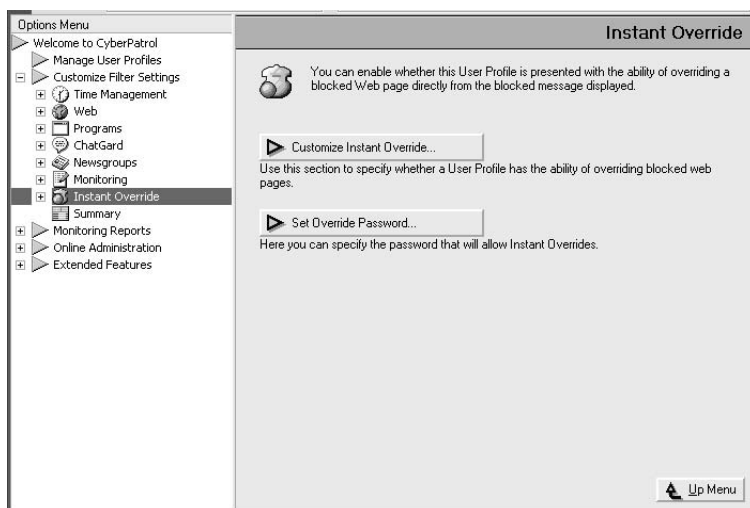 Options Menu
Welcome to CyberPatrol
Manage User Profiles
Customize Filter Settings
Time Management
Web
Programs
ChatGard
Newsgroups
Monitoring
Instant Override
Summary
Monitoring Reports
Online Administration
Extended Features
Instant Override
You can enable whether this User Profile is presented with the ability of overriding a
blocked Web page directly from the blocked message displayed.
Customize Instant Override...
Use this section to specify whether a User Profile has the ability of overriding blocked web
pages.
Set Override Password...
Here you can specify the password that will allow Instant Overrides.
Up Menu